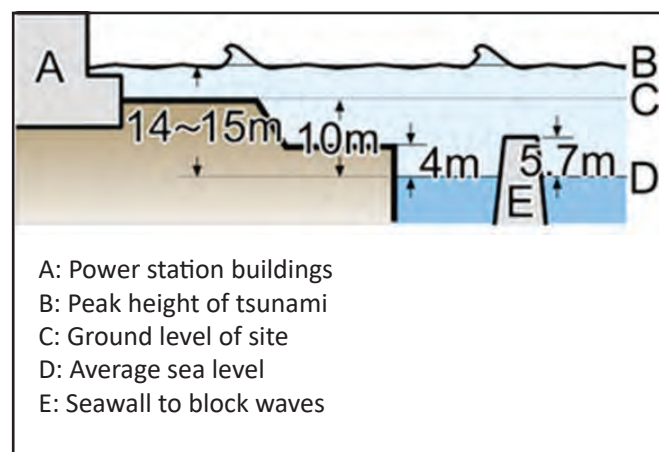 A
B
C
14~15m
10m
4m
5.7m
D
E
A: Power station buildings
B: Peak height of tsunami
C: Ground level of site
D: Average sea level
E: Seawall to block waves